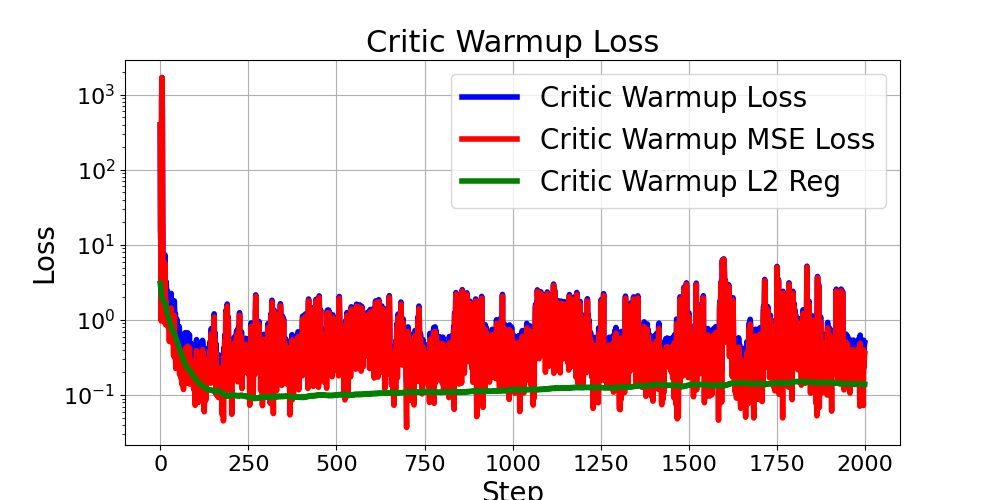 Critic Warmup Loss
Critic Warmup Loss
Critic Warmup MSE Loss
Critic Warmup L2 Reg
Loss
10³
10²
10¹
10⁰
10⁻¹
0 250 500 750 1000 1250 1500 1750 2000
Step